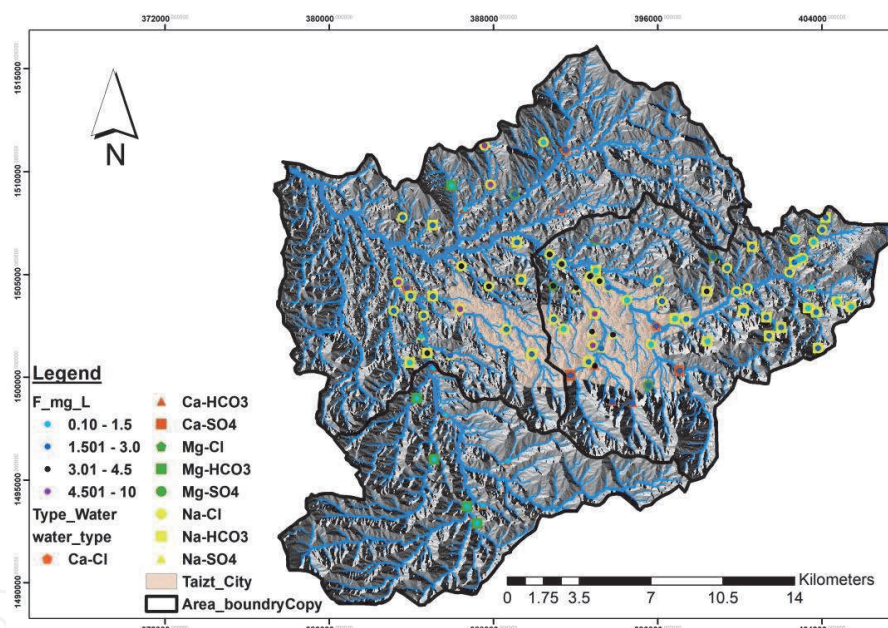 372000 380000 388000 396000 404000
1515000
1510000
1505000
1500000
1495000
1490000
N
Legend
F_mg_L
0.10 - 1.5
1.501 - 3.0
3.01 - 4.5
4.501 - 10
Type_Water
water_type
Ca-Cl
Ca-HCO3
Ca-SO4
Mg-Cl
Mg-HCO3
Mg-SO4
Na-Cl
Na-HCO3
Na-SO4
Taizt_City
Area_boundryCopy
Kilometers
0 1.75 3.5 7 10.5 14